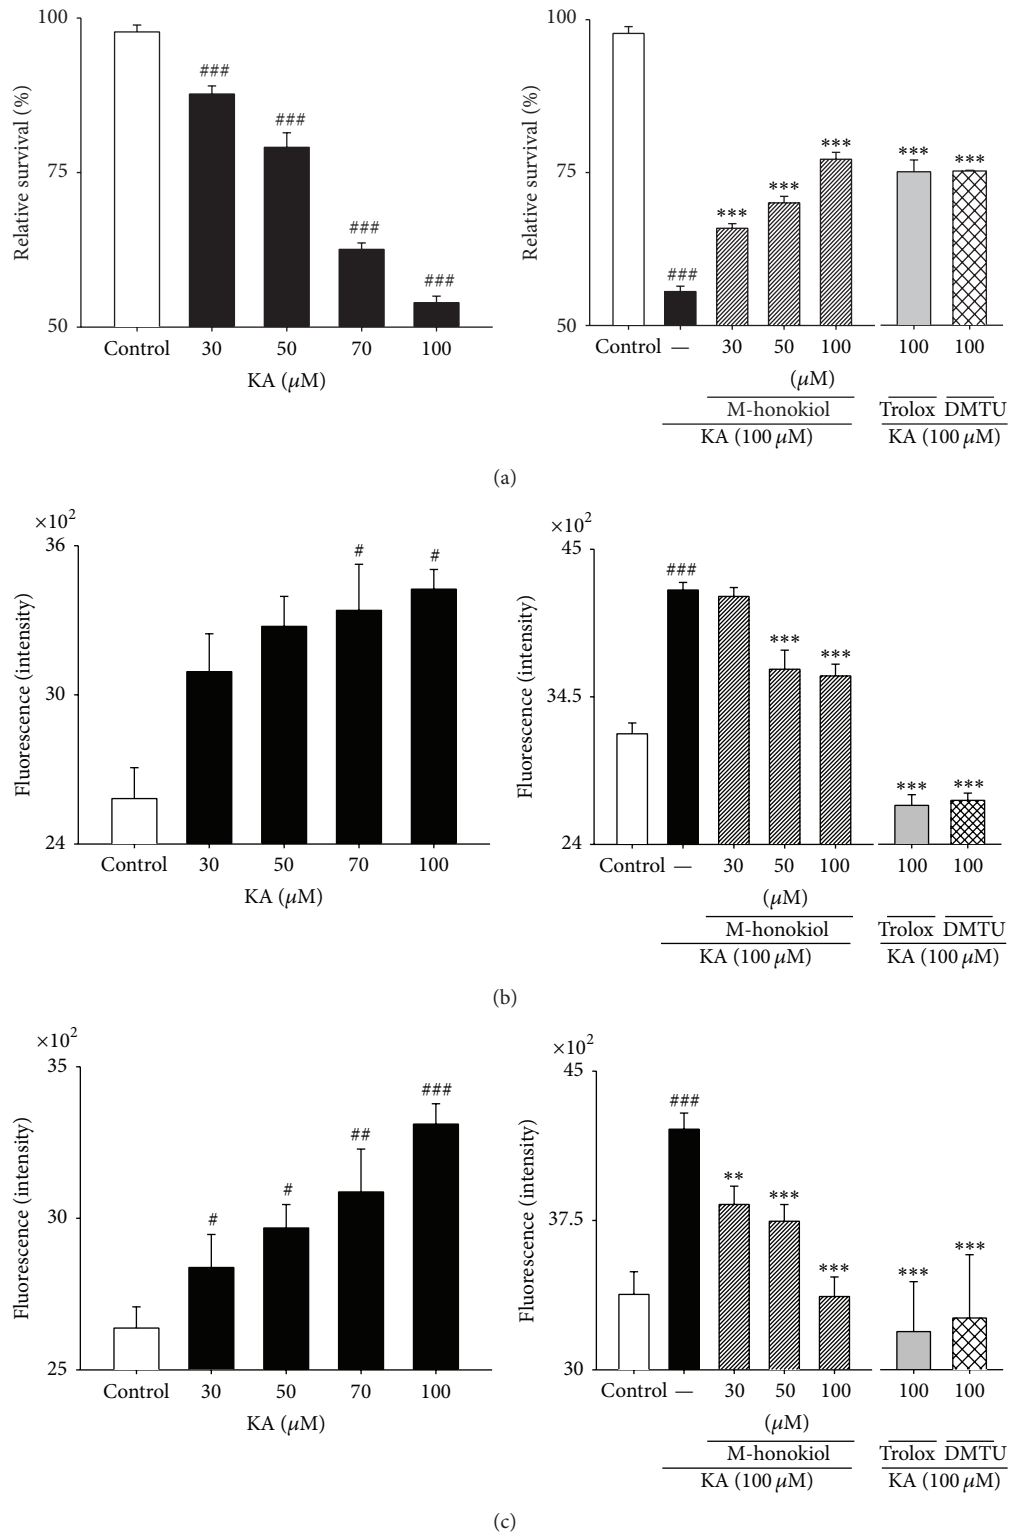 100
75
50
Relative survival (%)
###
###
###
###
Control 30 50 70 100
KA (μM)
100
75
50
Relative survival (%)
###
***
***
***
***
***
Control — 30 50 100 100 100
(μM)
M-honokiol Trolox DMTU
KA (100 μM) KA (100 μM)
(a)
×10²
36
30
24
Fluorescence (intensity)
#
#
Control 30 50 70 100
KA (μM)
×10²
45
34.5
24
Fluorescence (intensity)
###
***
***
***
***
Control — 30 50 100 100 100
(μM)
M-honokiol Trolox DMTU
KA (100 μM) KA (100 μM)
(b)
×10²
35
30
25
Fluorescence (intensity)
#
#
##
###
Control 30 50 70 100
KA (μM)
×10²
45
37.5
30
Fluorescence (intensity)
###
**
***
***
***
***
Control — 30 50 100 100 100
(μM)
M-honokiol Trolox DMTU
KA (100 μM) KA (100 μM)
(c)